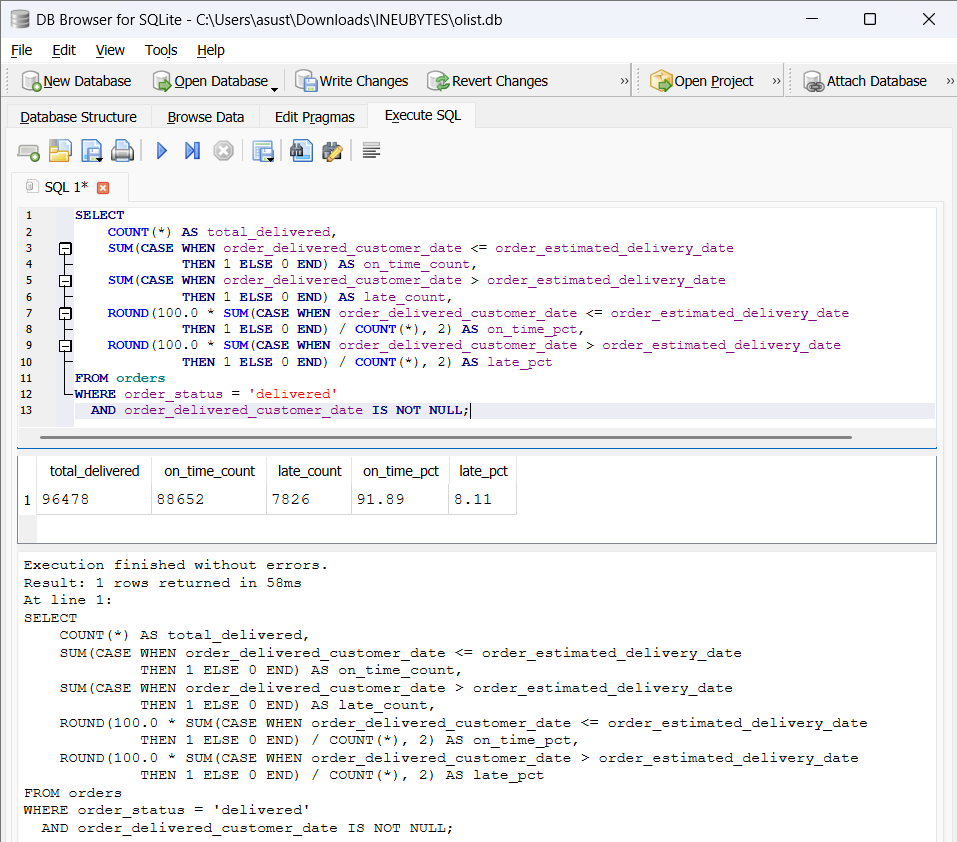 DB Browser for SQLite - C:\Users\asust\Downloads\INEUBYTES\olist.db
File Edit View Tools Help
New Database Open Database Write Changes Revert Changes » Open Project » Attach Database »
Database Structure Browse Data Edit Pragmas Execute SQL
SQL 1*
1 SELECT
2 COUNT(*) AS total_delivered,
3 SUM(CASE WHEN order_delivered_customer_date <= order_estimated_delivery_date
4 THEN 1 ELSE 0 END) AS on_time_count,
5 SUM(CASE WHEN order_delivered_customer_date > order_estimated_delivery_date
6 THEN 1 ELSE 0 END) AS late_count,
7 ROUND(100.0 * SUM(CASE WHEN order_delivered_customer_date <= order_estimated_delivery_date
8 THEN 1 ELSE 0 END) / COUNT(*), 2) AS on_time_pct,
9 ROUND(100.0 * SUM(CASE WHEN order_delivered_customer_date > order_estimated_delivery_date
10 THEN 1 ELSE 0 END) / COUNT(*), 2) AS late_pct
11 FROM orders
12 WHERE order_status = 'delivered'
13 AND order_delivered_customer_date IS NOT NULL;
total_delivered on_time_count late_count on_time_pct late_pct
1 96478 88652 7826 91.89 8.11
Execution finished without errors.
Result: 1 rows returned in 58ms
At line 1:
SELECT
COUNT(*) AS total_delivered,
SUM(CASE WHEN order_delivered_customer_date <= order_estimated_delivery_date
THEN 1 ELSE 0 END) AS on_time_count,
SUM(CASE WHEN order_delivered_customer_date > order_estimated_delivery_date
THEN 1 ELSE 0 END) AS late_count,
ROUND(100.0 * SUM(CASE WHEN order_delivered_customer_date <= order_estimated_delivery_date
THEN 1 ELSE 0 END) / COUNT(*), 2) AS on_time_pct,
ROUND(100.0 * SUM(CASE WHEN order_delivered_customer_date > order_estimated_delivery_date
THEN 1 ELSE 0 END) / COUNT(*), 2) AS late_pct
FROM orders
WHERE order_status = 'delivered'
AND order_delivered_customer_date IS NOT NULL;